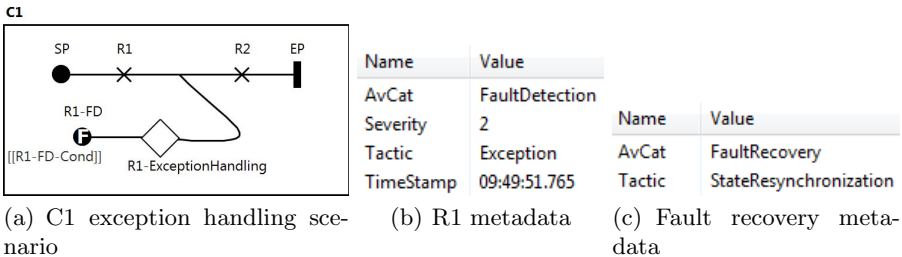 C1
SP R1 R2 EP
R1-FD
F
[[R1-FD-Cond]]
R1-ExceptionHandling
(a) C1 exception handling sce-
nario
Name Value
AvCat FaultDetection
Severity 2
Tactic Exception
TimeStamp 09:49:51.765
(b) R1 metadata
Name Value
AvCat FaultRecovery
Tactic StateResynchronization
(c) Fault recovery meta-
data